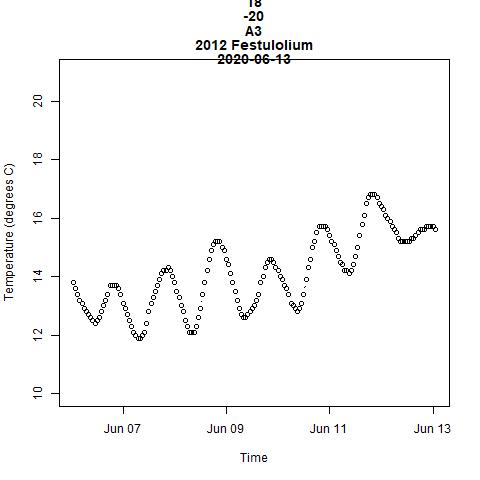 18
-20
A3
2012 Festulolium
2020-06-13
Temperature (degrees C)
20
18
16
14
12
10
Jun 07
Jun 09
Jun 11
Jun 13
Time